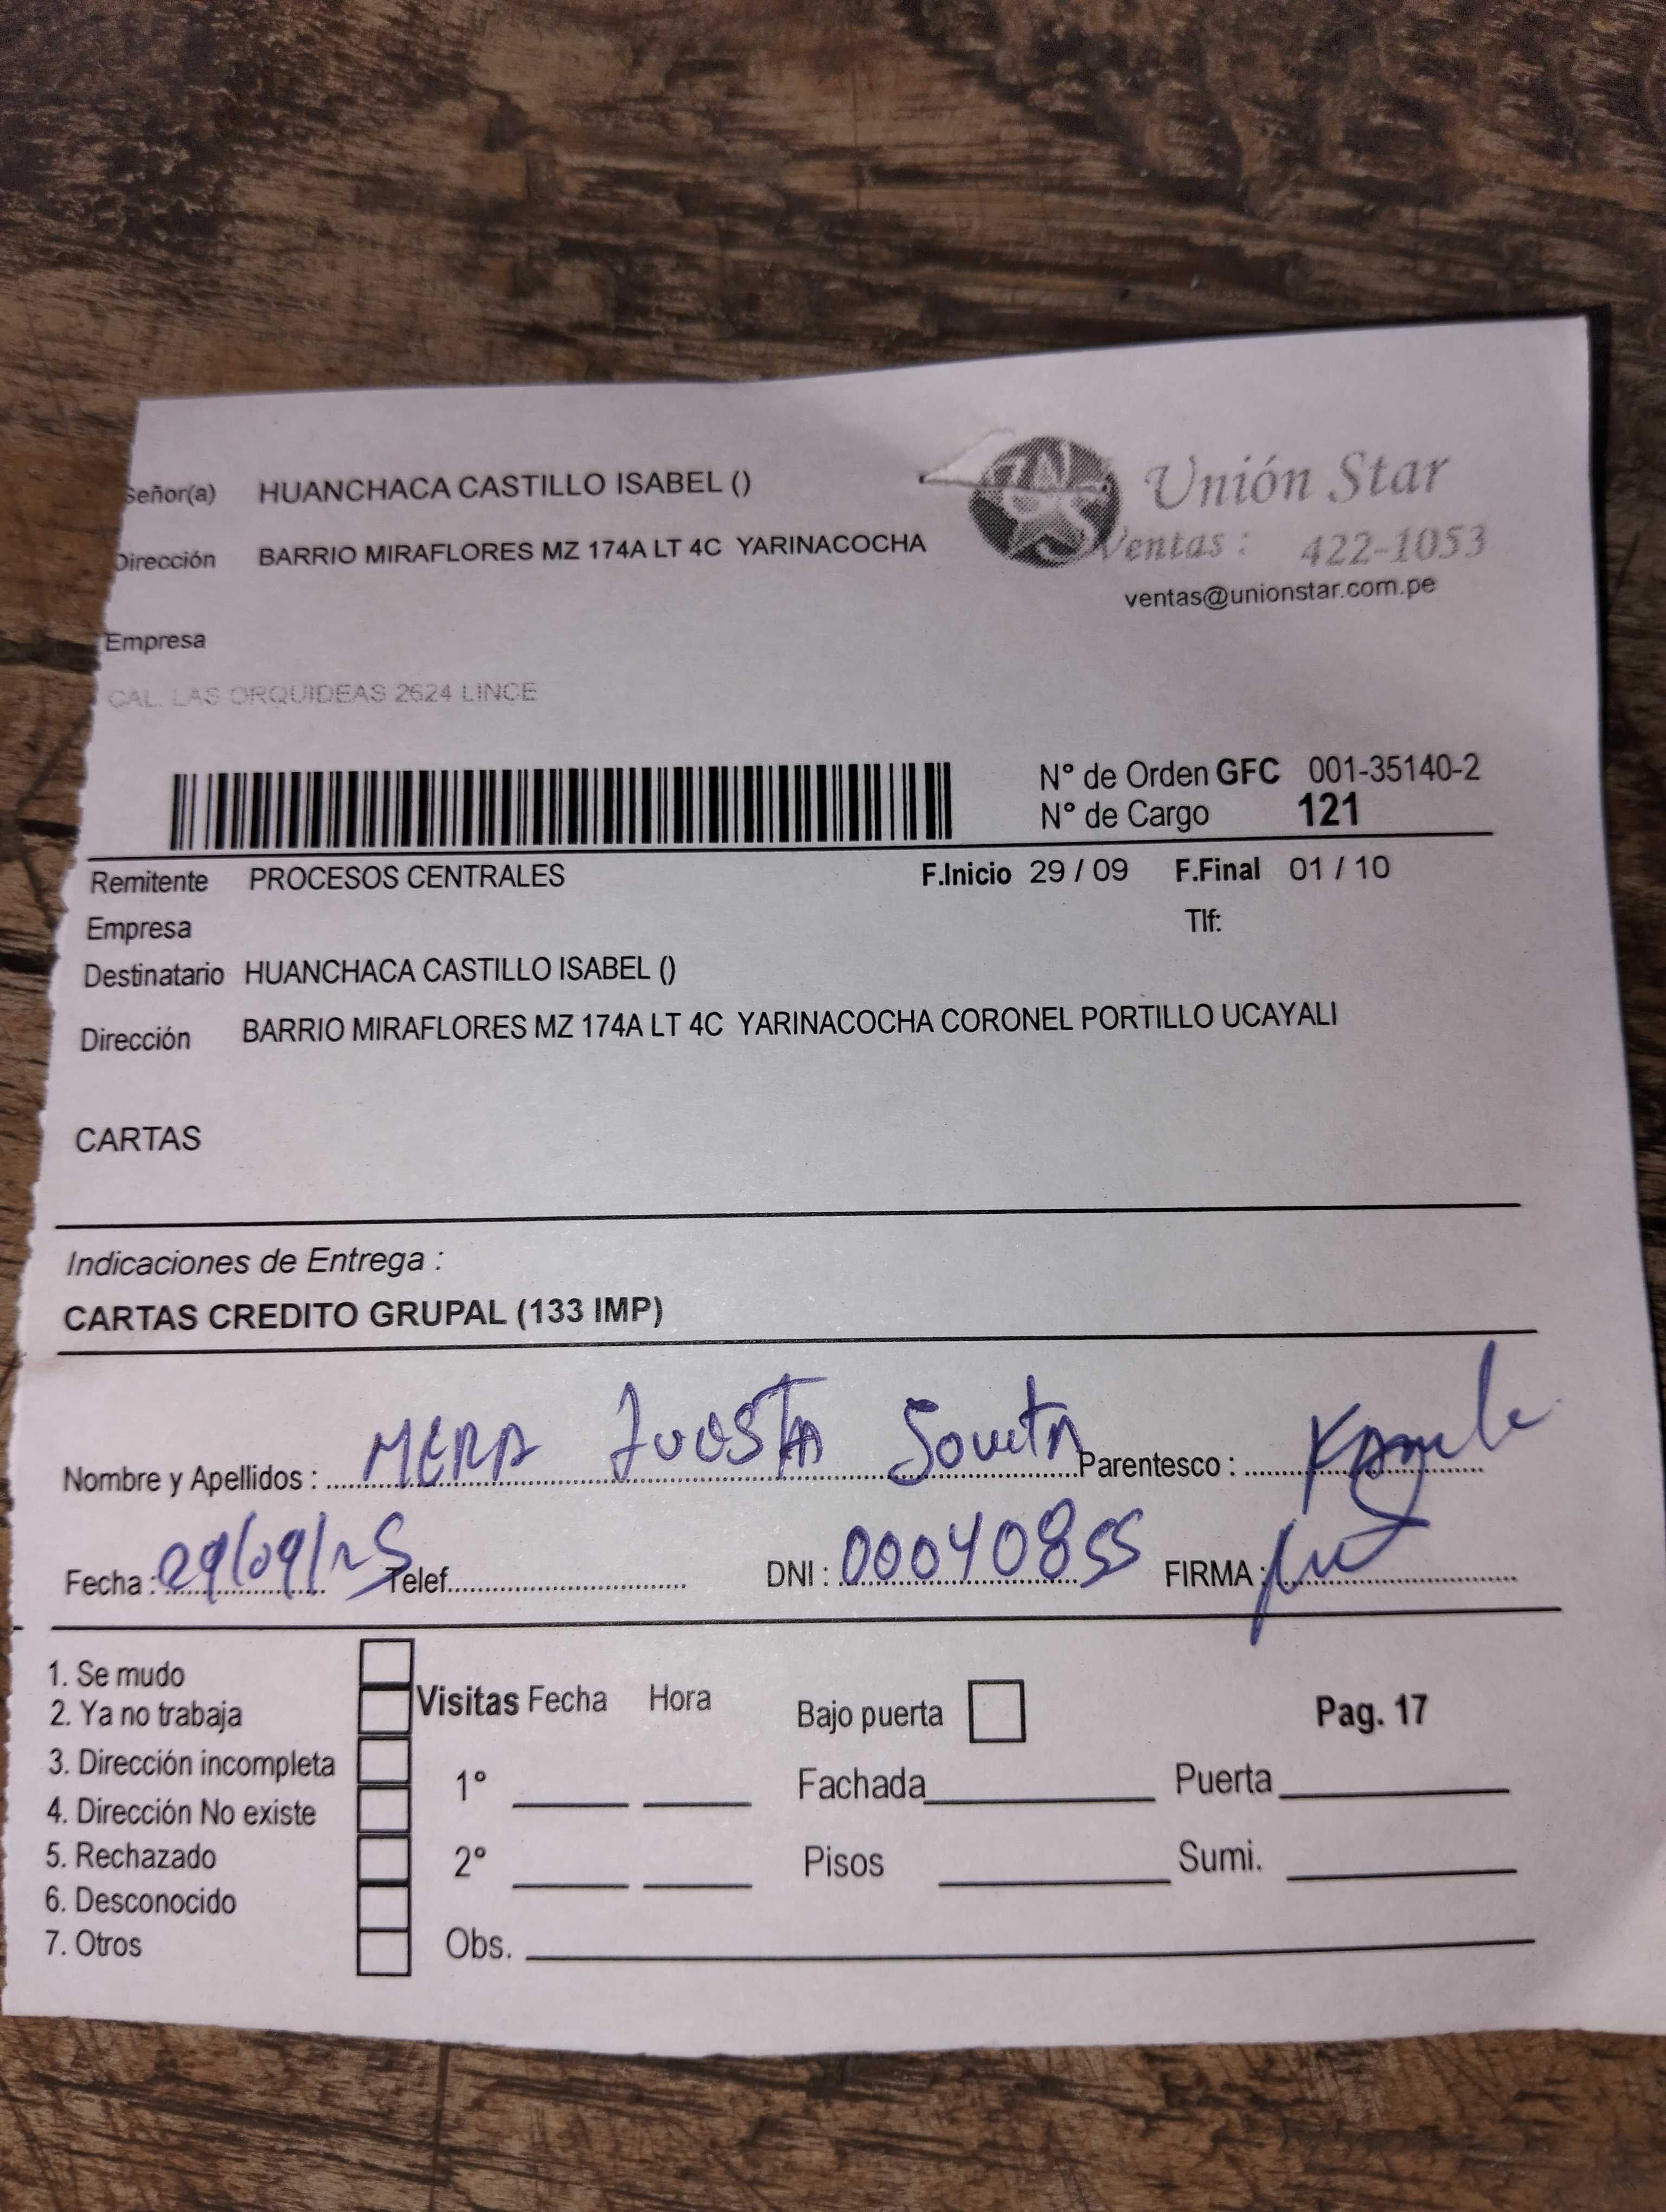 Señor(a) HUANCHACA CASTILLO ISABEL ()
Unión Star
Dirección BARRIO MIRAFLORES MZ 174A LT 4C YARINACOCHA
Ventas : 422-1053
ventas@unionstar.com.pe
Empresa
CAL. LAS ORQUIDEAS 2624 LINCE
N° de Orden GFC 001-35140-2
N° de Cargo 121
Remitente PROCESOS CENTRALES F.Inicio 29 / 09 F.Final 01 / 10
Empresa Tlf:
Destinatario HUANCHACA CASTILLO ISABEL ()
Dirección BARRIO MIRAFLORES MZ 174A LT 4C YARINACOCHA CORONEL PORTILLO UCAYALI
CARTAS
Indicaciones de Entrega :
CARTAS CREDITO GRUPAL (133 IMP)
Nombre y Apellidos : MERA Parentesco :
Fecha : 29/09/25 Telef. DNI : 00040855 FIRMA :
1. Se mudo
2. Ya no trabaja
Visitas Fecha Hora Bajo puerta Pag. 17
3. Dirección incompleta
1° Fachada Puerta
4. Dirección No existe
5. Rechazado
2° Pisos Sumi.
6. Desconocido
7. Otros
Obs.